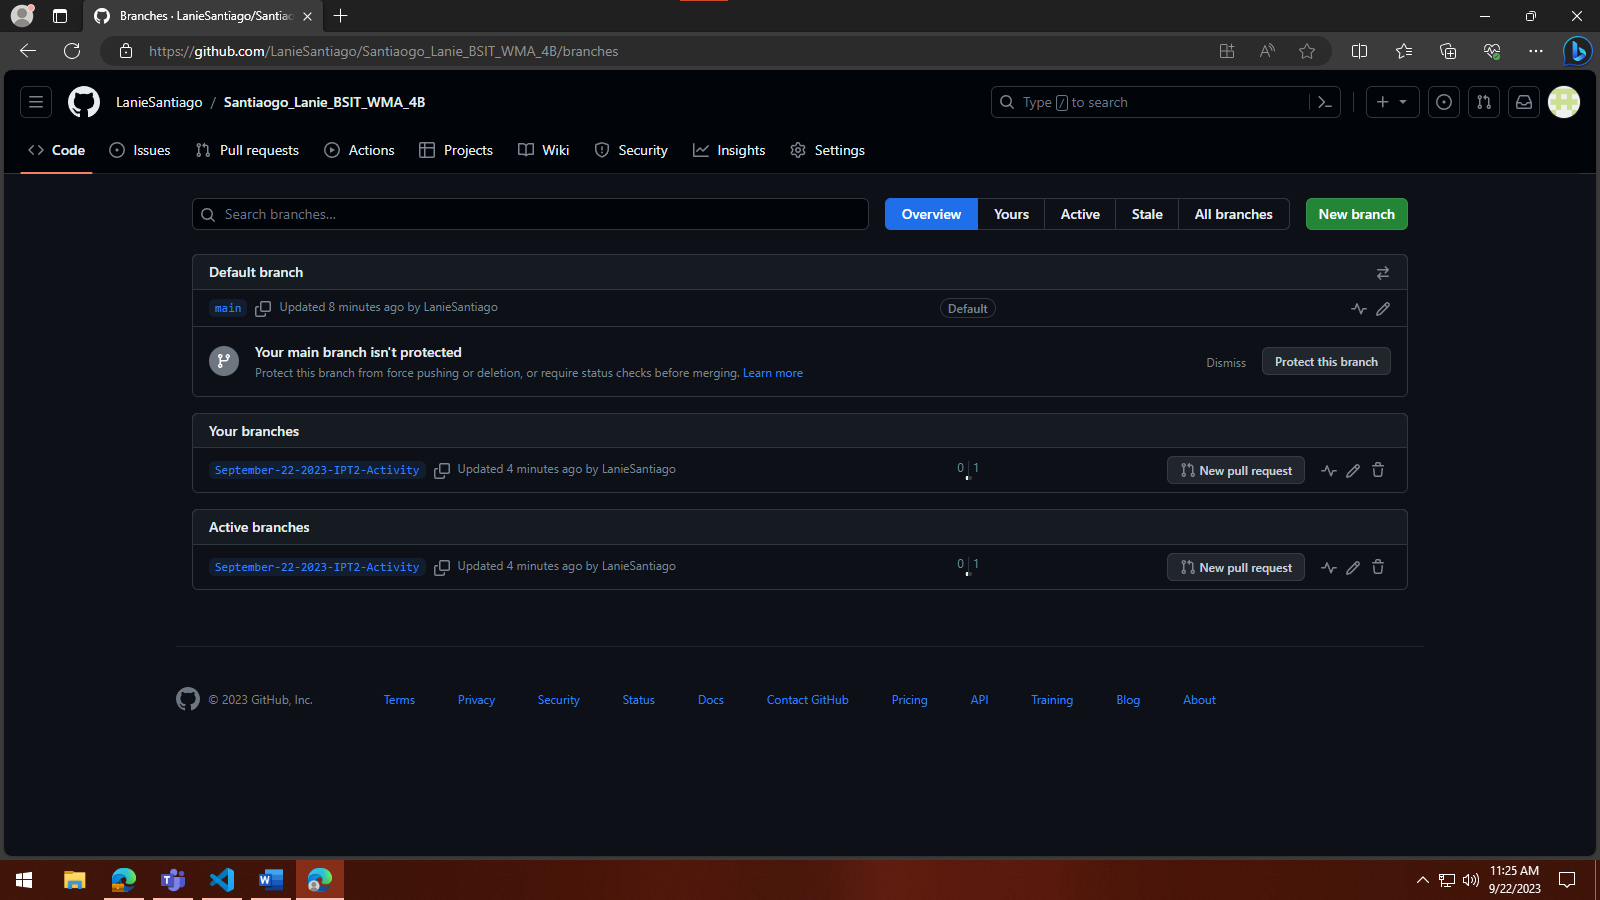 Branches · LanieSantiago/Santiac
https://github.com/LanieSantiago/Santiaogo_Lanie_BSIT_WMA_4B/branches
LanieSantiago / Santiaogo_Lanie_BSIT_WMA_4B
Type / to search
Code Issues Pull requests Actions Projects Wiki Security Insights Settings
Search branches...
Overview Yours Active Stale All branches New branch
Default branch
main Updated 8 minutes ago by LanieSantiago Default
Your main branch isn't protected
Protect this branch from force pushing or deletion, or require status checks before merging. Learn more
Dismiss Protect this branch
Your branches
September-22-2023-IPT2-Activity Updated 4 minutes ago by LanieSantiago 0 1 New pull request
Active branches
September-22-2023-IPT2-Activity Updated 4 minutes ago by LanieSantiago 0 1 New pull request
© 2023 GitHub, Inc. Terms Privacy Security Status Docs Contact GitHub Pricing API Training Blog About
11:25 AM
9/22/2023